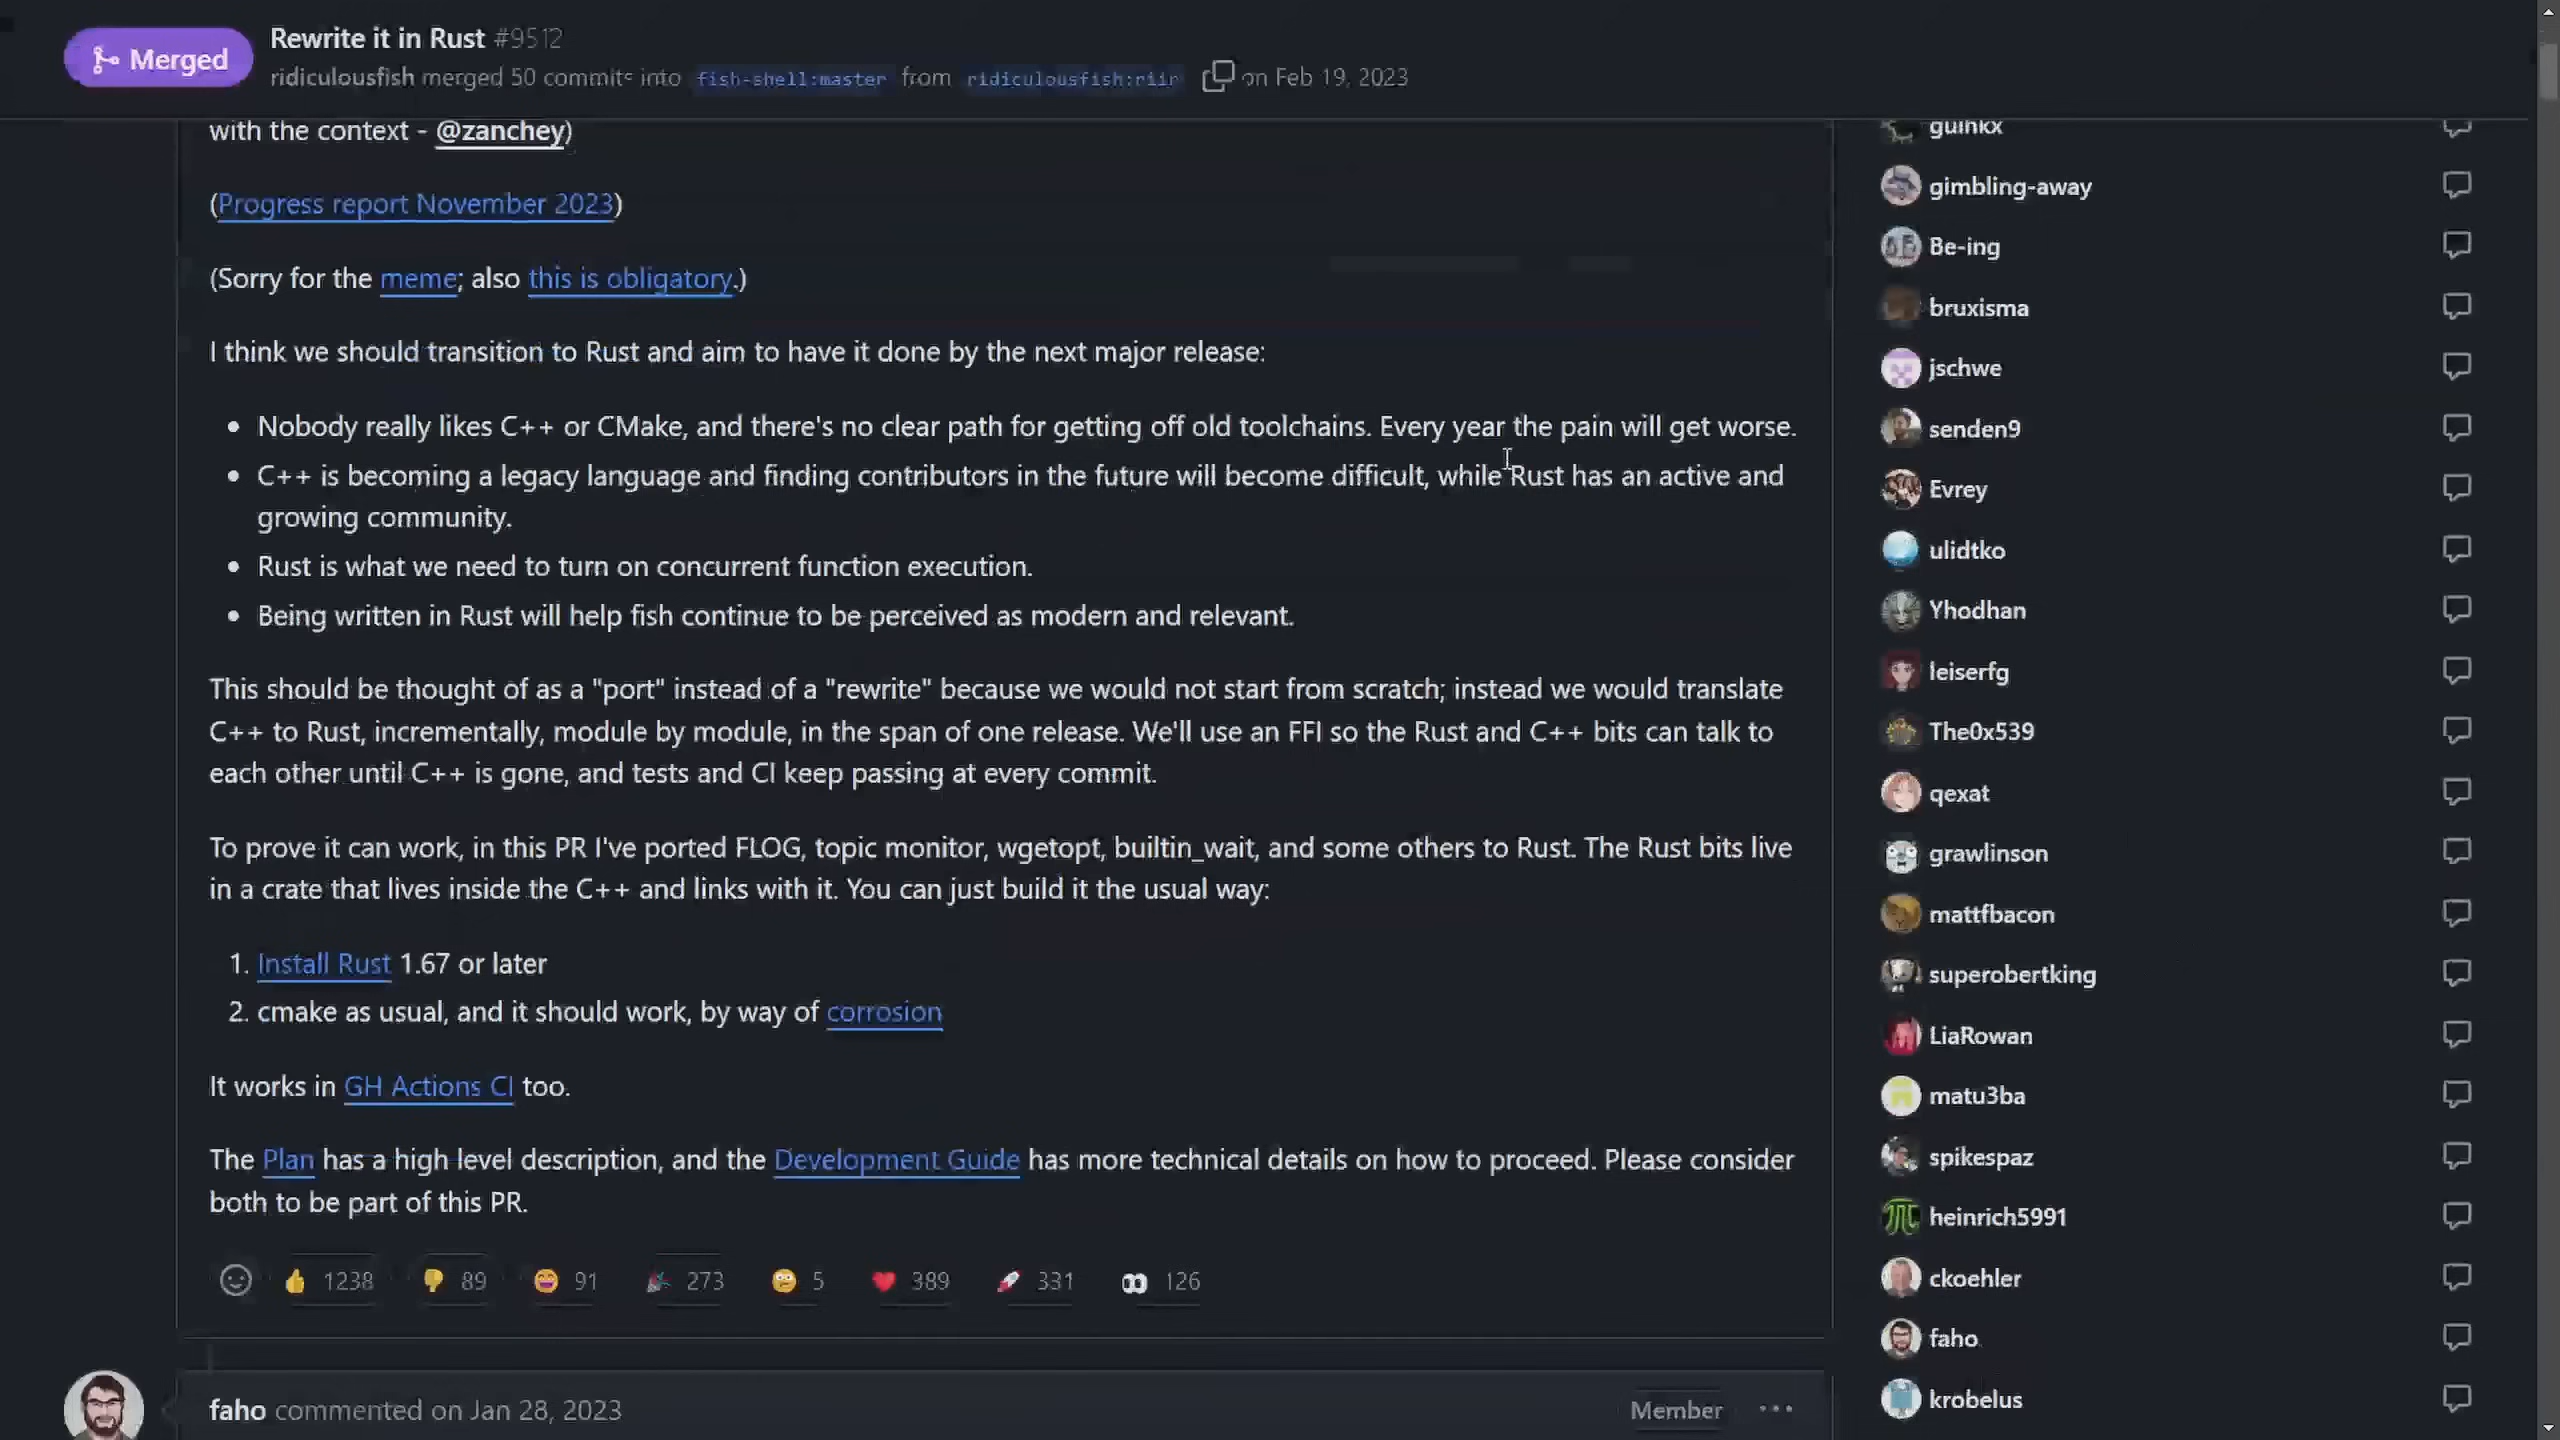 Merged
Rewrite it in Rust #9512
ridiculousfish merged 50 commits into fish-shell:master from ridiculousfish:riir on Feb 19, 2023
with the context - @zanchey)
(Progress report November 2023)
(Sorry for the meme; also this is obligatory.)
I think we should transition to Rust and aim to have it done by the next major release:
• Nobody really likes C++ or CMake, and there's no clear path for getting off old toolchains. Every year the pain will get worse.
• C++ is becoming a legacy language and finding contributors in the future will become difficult, while Rust has an active and
growing community.
• Rust is what we need to turn on concurrent function execution.
• Being written in Rust will help fish continue to be perceived as modern and relevant.
This should be thought of as a "port" instead of a "rewrite" because we would not start from scratch; instead we would translate
C++ to Rust, incrementally, module by module, in the span of one release. We'll use an FFI so the Rust and C++ bits can talk to
each other until C++ is gone, and tests and CI keep passing at every commit.
To prove it can work, in this PR I've ported FLOG, topic monitor, wgetopt, builtin_wait, and some others to Rust. The Rust bits live
in a crate that lives inside the C++ and links with it. You can just build it the usual way:
1. Install Rust 1.67 or later
2. cmake as usual, and it should work, by way of corrosion
It works in GH Actions CI too.
The Plan has a high level description, and the Development Guide has more technical details on how to proceed. Please consider
both to be part of this PR.
1238 89 91 273 5 389 331 126
faho commented on Jan 28, 2023
Member
gimbling-away
Be-ing
bruxisma
jschwe
senden9
Evrey
ulidtko
Yhodhan
leiserfg
The0x539
qexat
grawlinson
mattfbacon
superobertking
LiaRowan
matu3ba
spikespaz
heinrich5991
ckoehler
faho
krobelus